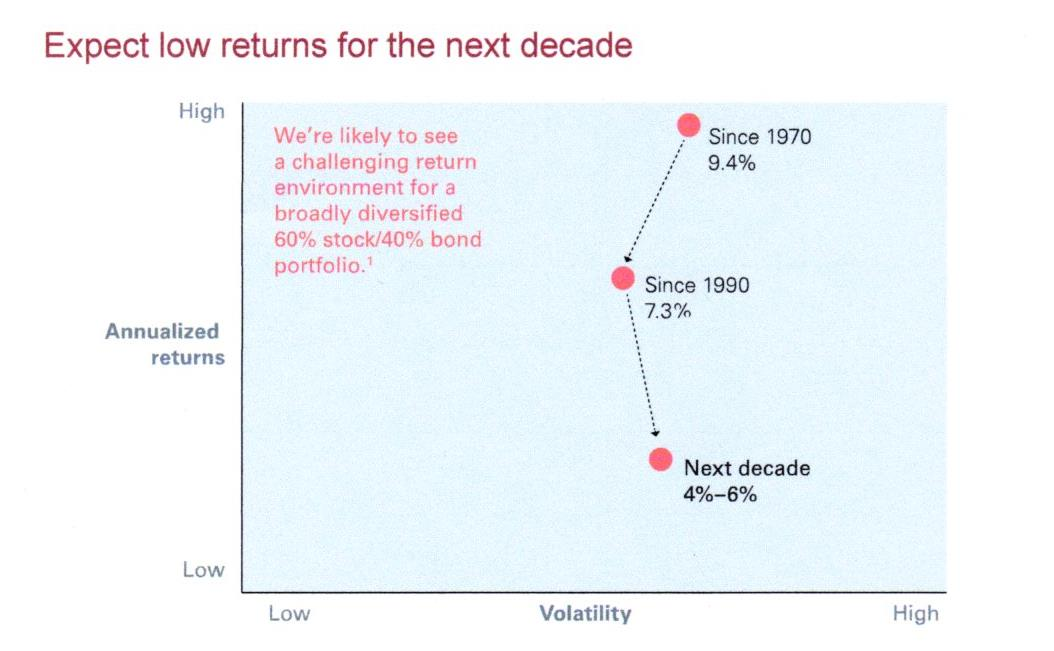 Expect low returns for the next decade
High
We're likely to see
a challenging return
environment for a
broadly diversified
60% stock/40% bond
portfolio.¹
Since 1970
9.4%
Since 1990
7.3%
Annualized
returns
Next decade
4%–6%
Low
Low
Volatility
High